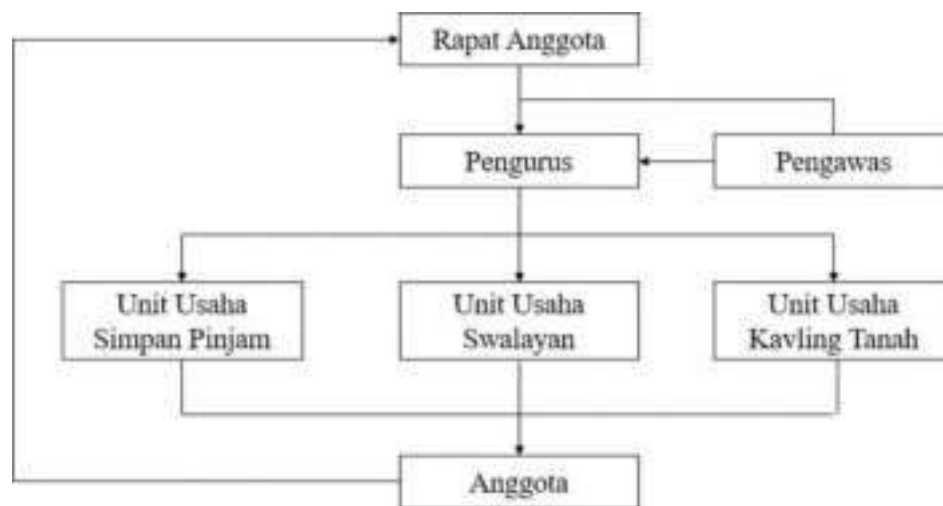 Rapat Anggota
Pengurus
Pengawas
Unit Usaha
Simpan Pinjam
Unit Usaha
Swalayan
Unit Usaha
Kavling Tanah
Anggota